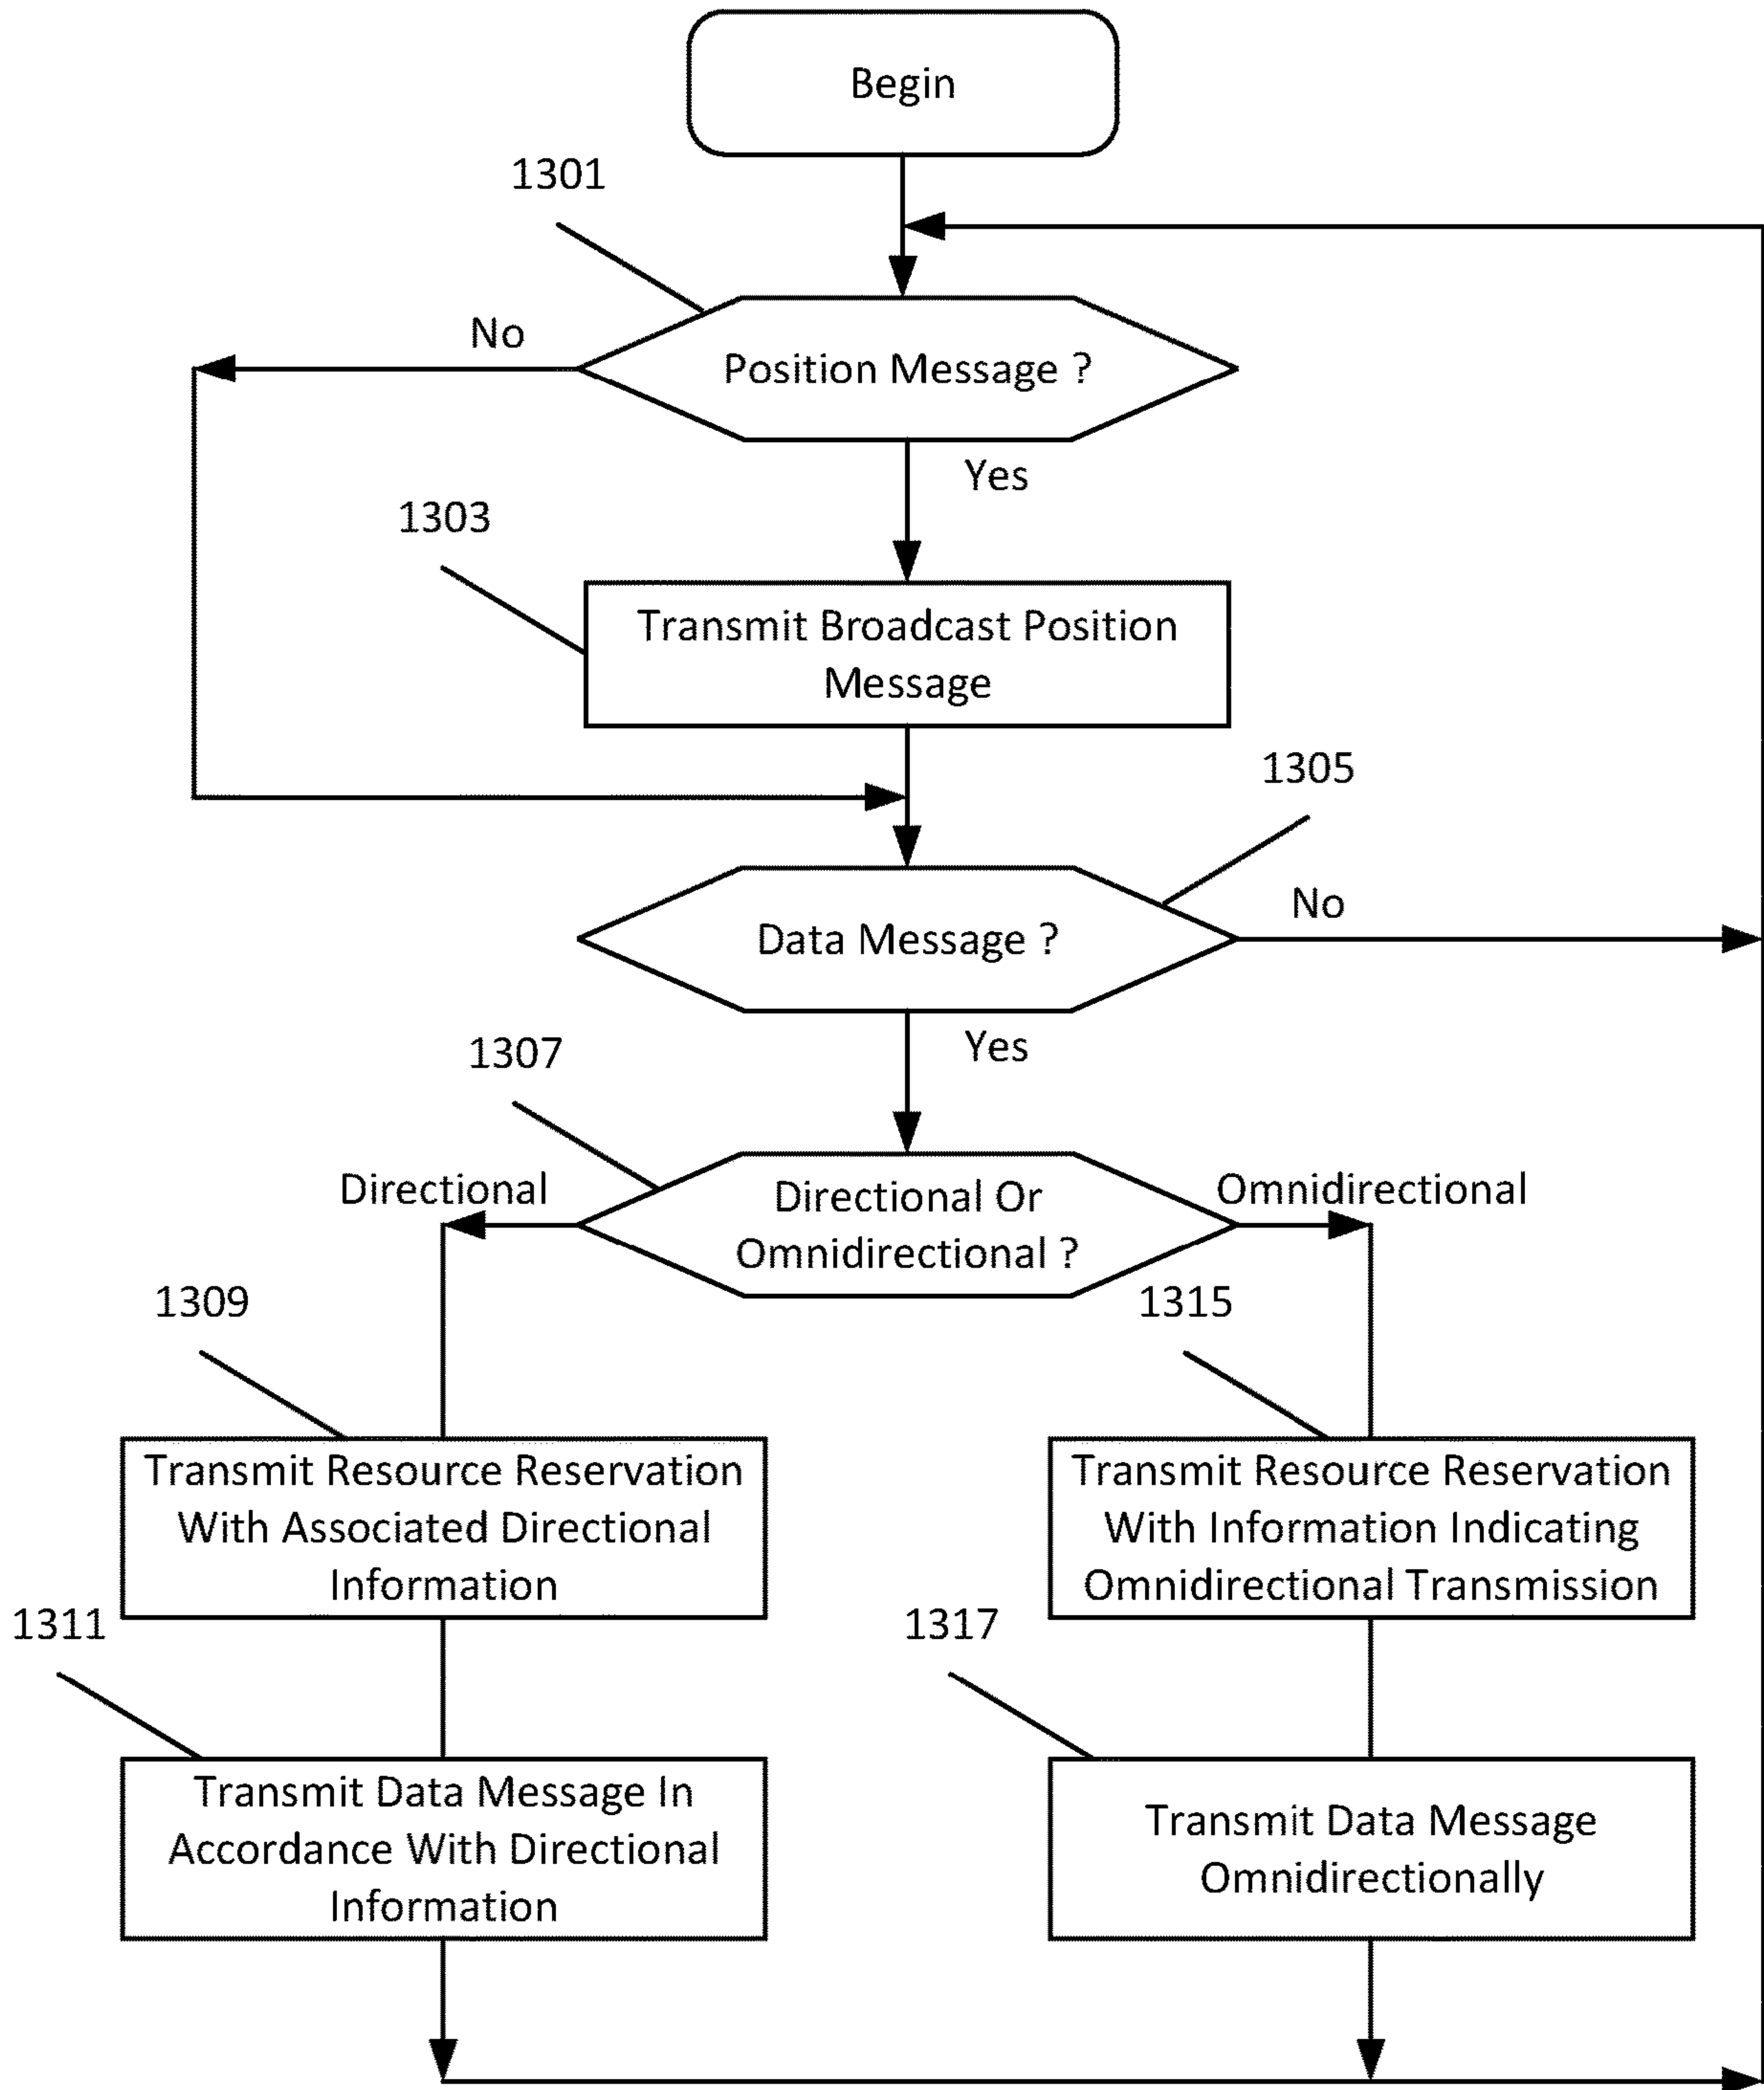 Begin
1301
No
Position Message ?
Yes
1303
Transmit Broadcast Position
Message
1305
No
Data Message ?
Yes
1307
Directional
Directional Or
Omnidirectional ?
Omnidirectional
1309
1315
Transmit Resource Reservation
With Associated Directional
Information
Transmit Resource Reservation
With Information Indicating
Omnidirectional Transmission
1311
1317
Transmit Data Message In
Accordance With Directional
Information
Transmit Data Message
Omnidirectionally